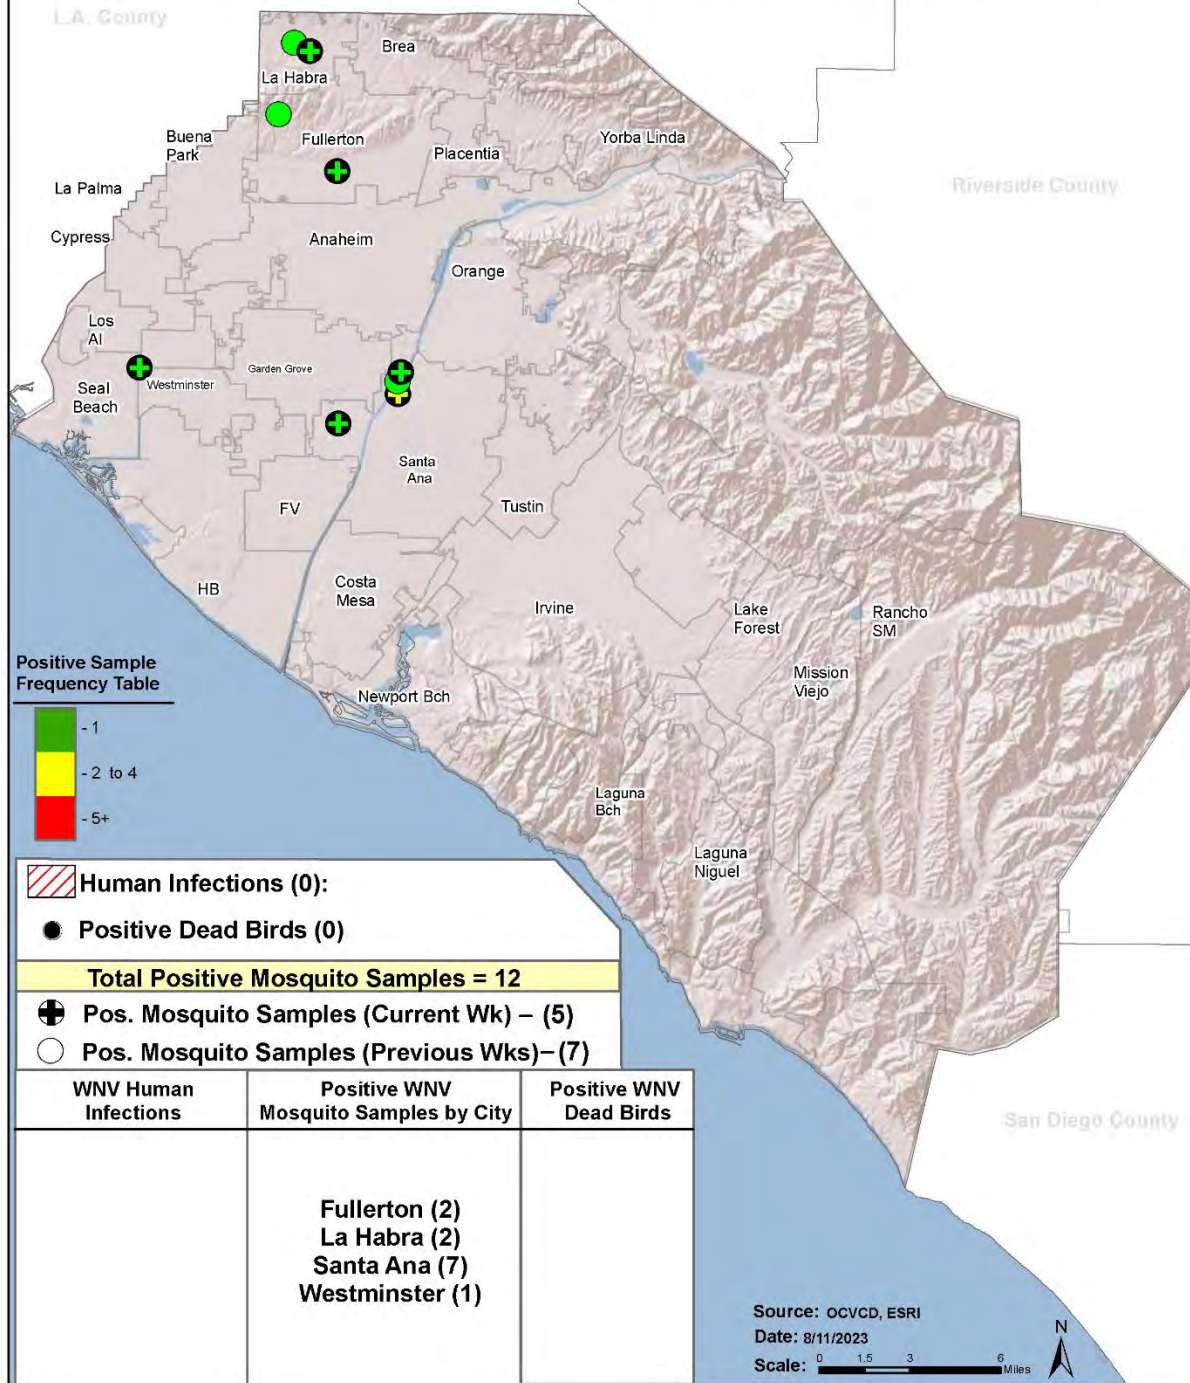 L.A. County
Brea
La Habra
Buena
Park
Fullerton
Placentia
Yorba Linda
La Palma
Riverside County
Cypress
Anaheim
Orange
Los
Al
Garden Grove
Seal
Beach
Westminster
Santa
Ana
FV
Tustin
HB
Costa
Mesa
Irvine
Lake
Forest
Rancho
SM
Mission
Viejo
Newport Bch
Laguna
Bch
Laguna
Niguel
Positive Sample
Frequency Table
- 1
- 2 to 4
- 5+
Human Infections (0):
Positive Dead Birds (0)
Total Positive Mosquito Samples = 12
Pos. Mosquito Samples (Current Wk) – (5)
Pos. Mosquito Samples (Previous Wks)–(7)
WNV Human
Infections
Positive WNV
Mosquito Samples by City
Positive WNV
Dead Birds
Fullerton (2)
La Habra (2)
Santa Ana (7)
Westminster (1)
San Diego County
Source: OCVCD, ESRI
Date: 8/11/2023
Scale: 0 1.5 3 6 Miles
N